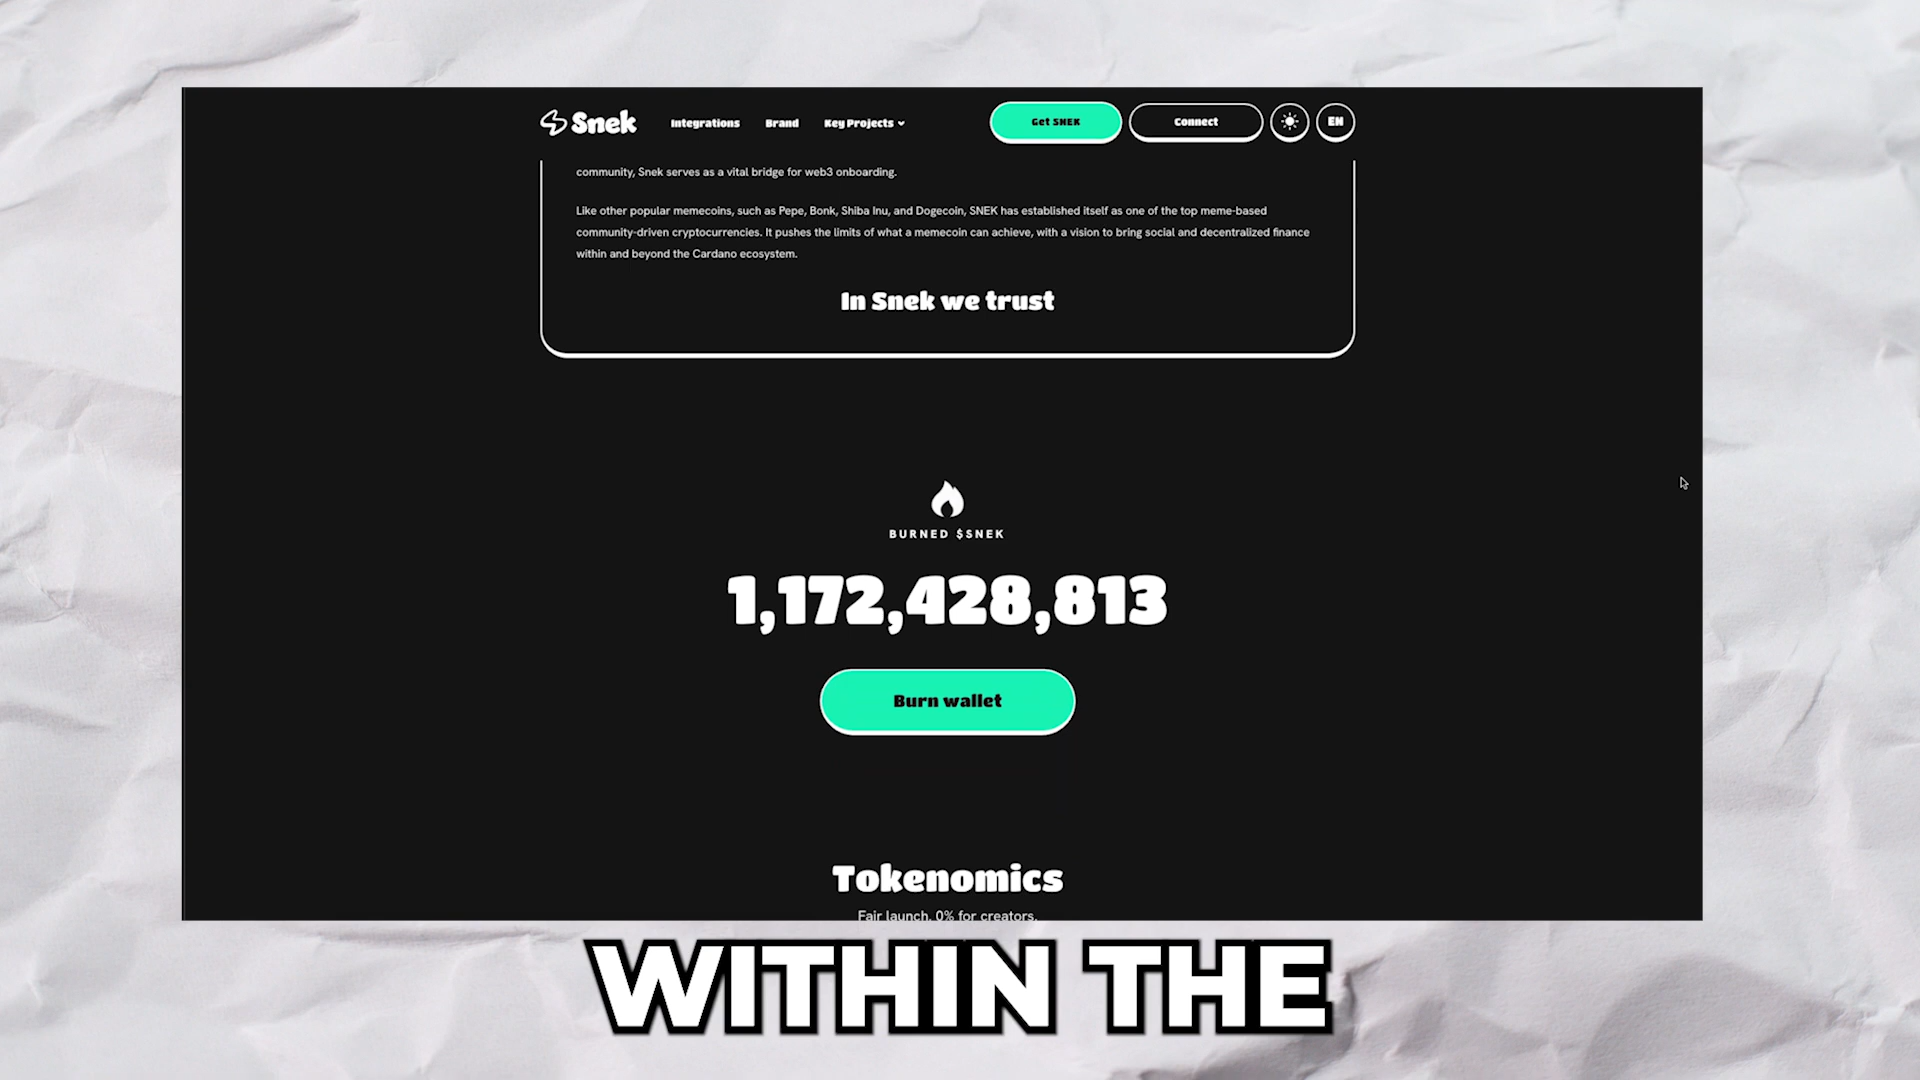 Snek
Integrations
Brand
Key Projects
Get SNEK
Connect
EN
community, Snek serves as a vital bridge for web3 onboarding.
Like other popular memecoins, such as Pepe, Bonk, Shiba Inu, and Dogecoin, SNEK has established itself as one of the top meme-based
community-driven cryptocurrencies. It pushes the limits of what a memecoin can achieve, with a vision to bring social and decentralized finance
within and beyond the Cardano ecosystem.
In Snek we trust
BURNED $SNEK
1,172,428,813
Burn wallet
Tokenomics
Fair launch. 0% for creators.
WITHIN THE